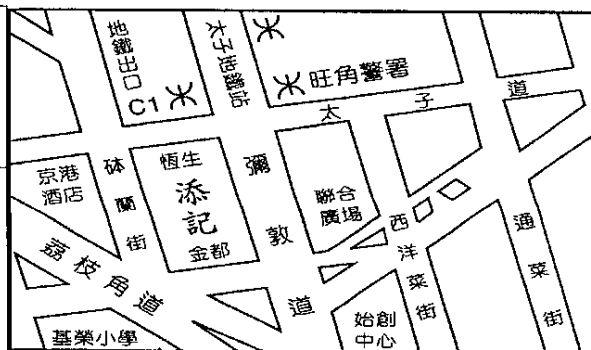 地鐵出口
C1
太子地鐵站
旺角警署
太子道
京港
酒店
砵蘭街
恆生
添記
金都
彌敦道
聯合
廣場
西洋菜街
通菜街
荔枝角道
基榮小學
始創
中心